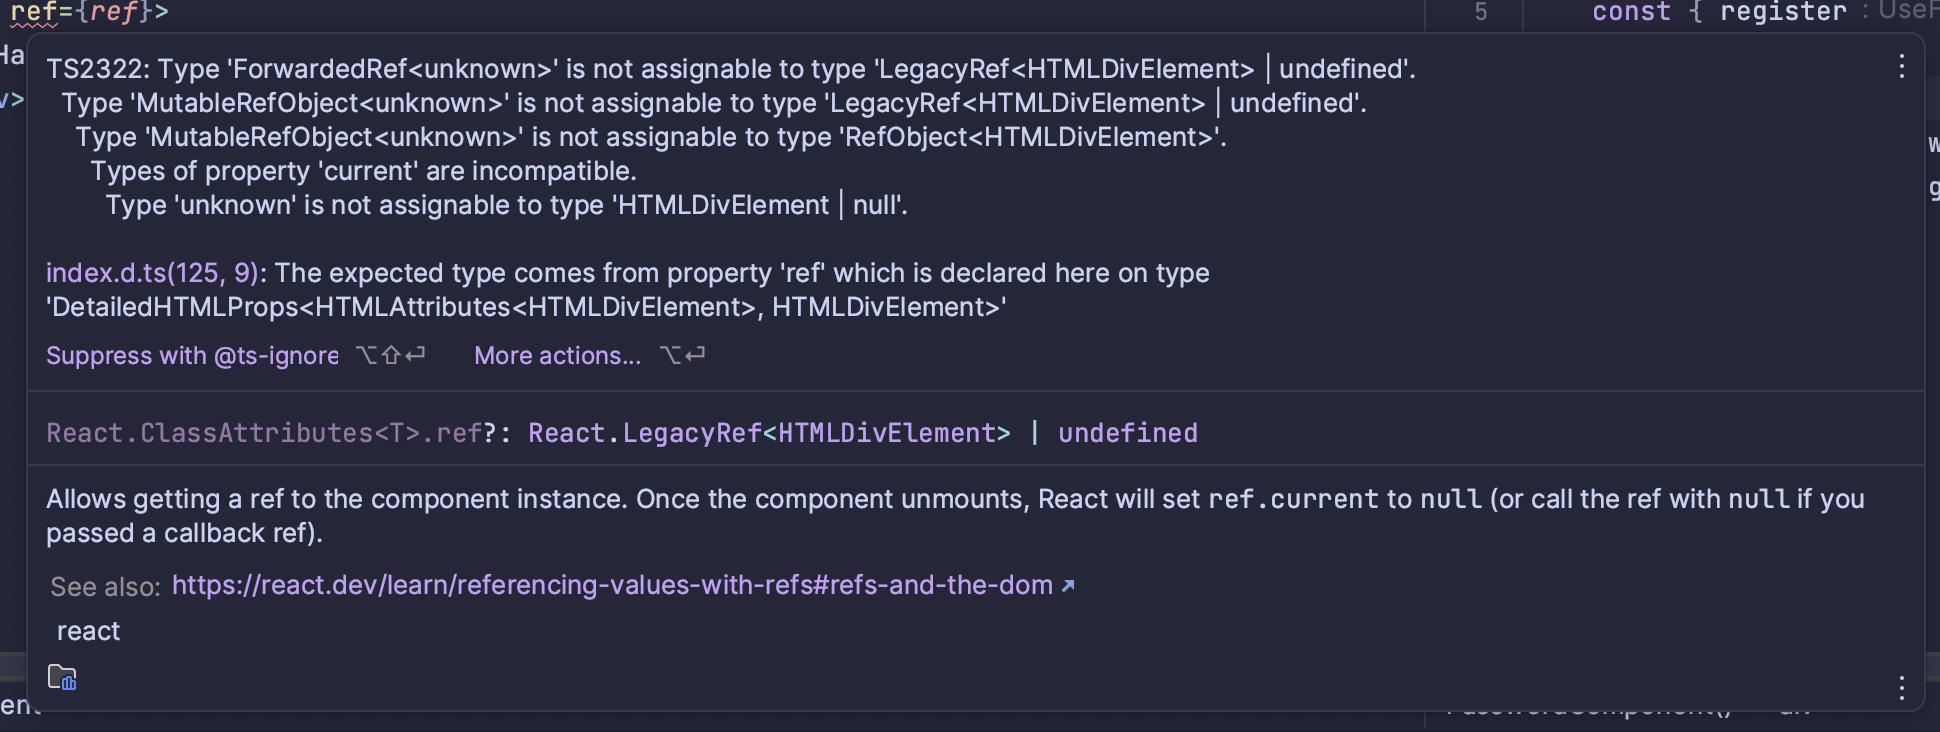 ref={ref}>
5
const { register : UseF
Ha
TS2322: Type 'ForwardedRef<unknown>' is not assignable to type 'LegacyRef<HTMLDivElement> | undefined'.
v>
Type 'MutableRefObject<unknown>' is not assignable to type 'LegacyRef<HTMLDivElement> | undefined'.
Type 'MutableRefObject<unknown>' is not assignable to type 'RefObject<HTMLDivElement>'.
Types of property 'current' are incompatible.
Type 'unknown' is not assignable to type 'HTMLDivElement | null'.
index.d.ts(125, 9): The expected type comes from property 'ref' which is declared here on type
'DetailedHTMLProps<HTMLAttributes<HTMLDivElement>, HTMLDivElement>'
Suppress with @ts-ignore ⌥⇧⏎ More actions... ⌥⏎
React.ClassAttributes<T>.ref?: React.LegacyRef<HTMLDivElement> | undefined
Allows getting a ref to the component instance. Once the component unmounts, React will set ref.current to null (or call the ref with null if you
passed a callback ref).
See also: https://react.dev/learn/referencing-values-with-refs#refs-and-the-dom ↗
react
ent